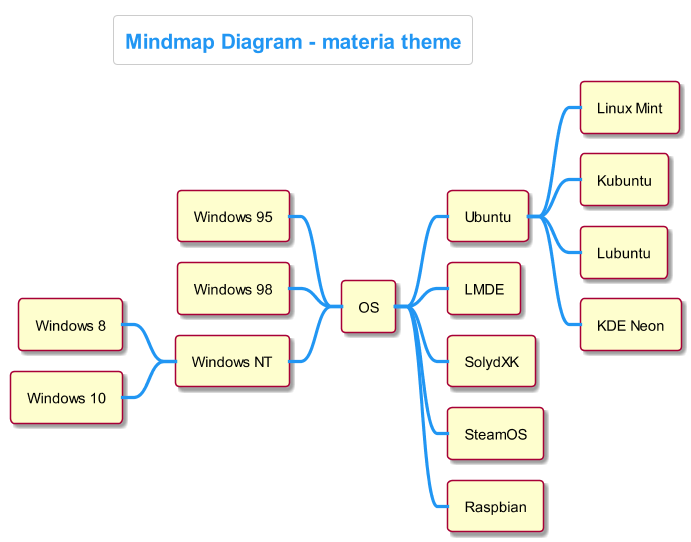 Mindmap Diagram - materia theme
Linux Mint
Kubuntu
Windows 95
Ubuntu
Lubuntu
Windows 98
LMDE
OS
Windows 8
KDE Neon
Windows NT
SolydXK
Windows 10
SteamOS
Raspbian